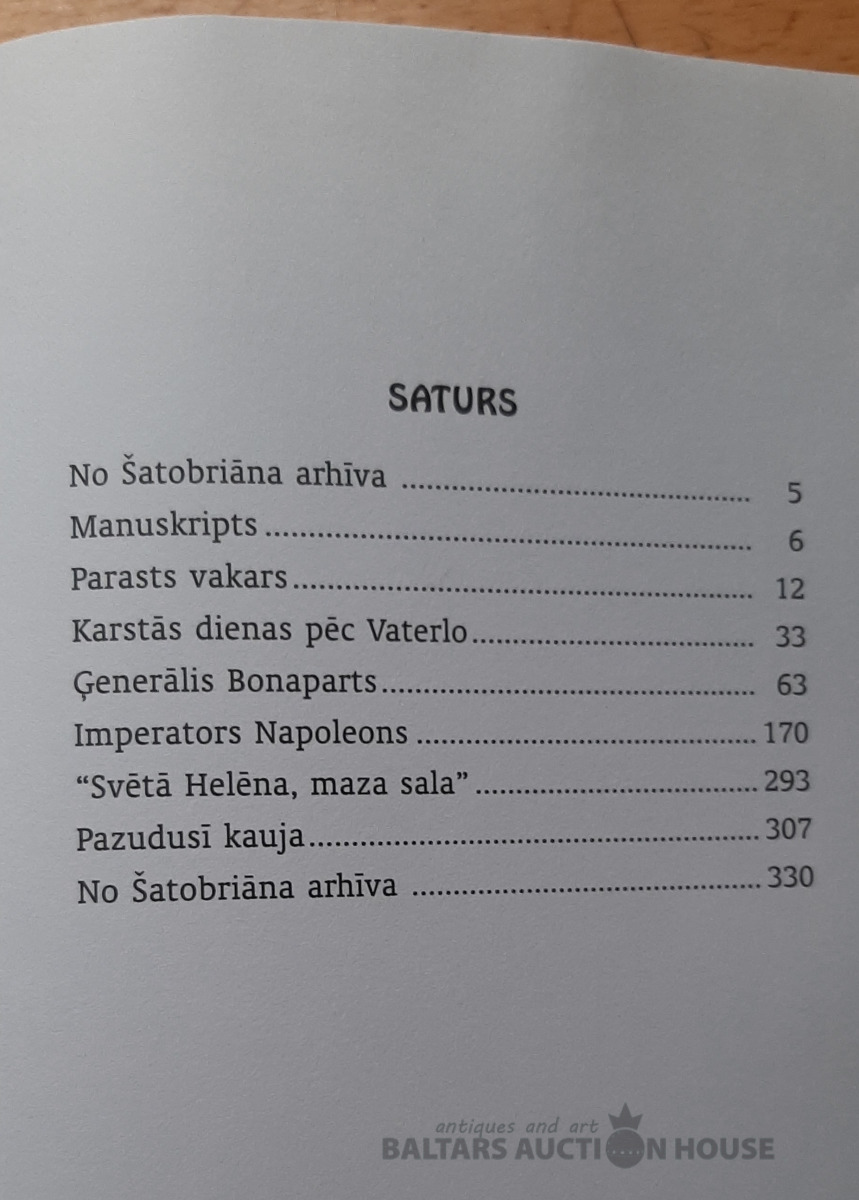 SATURS
No Šatobriāna arhīva ........................................ 5
Manuskripts ........................................................ 6
Parasts vakars ..................................................... 12
Karstās dienas pēc Vaterlo ................................ 33
Ģenerālis Bonaparts ........................................... 63
Imperators Napoleons ....................................... 170
“Svētā Helēna, maza sala” ................................ 293
Pazudusī kauja .................................................... 307
No Šatobriāna arhīva ........................................ 330
antiques and art
BALTARS AUCTION HOUSE